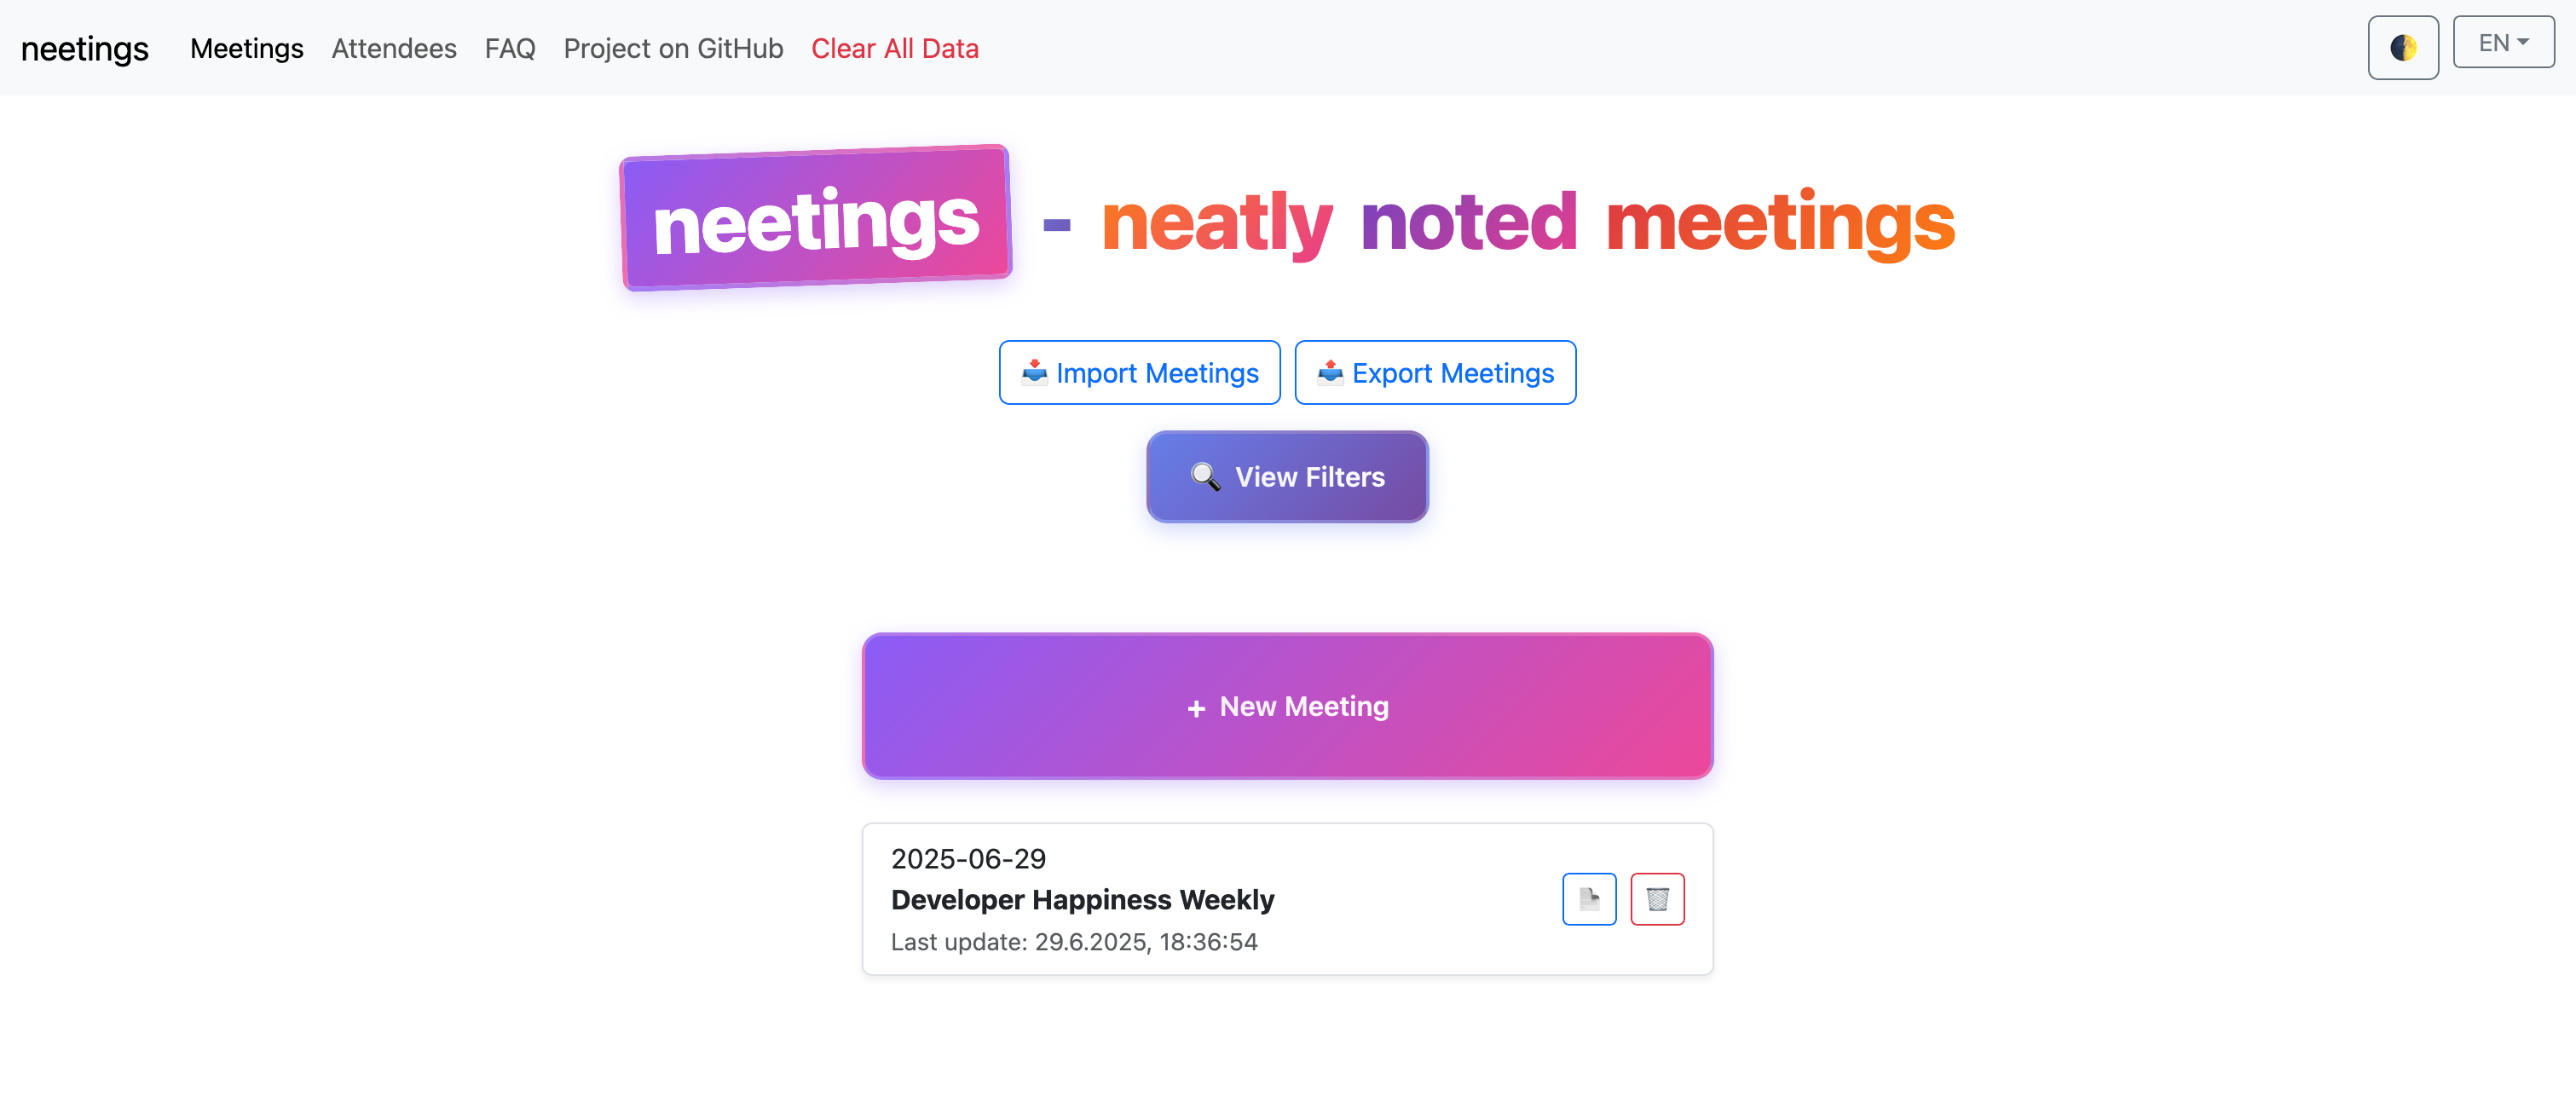 neetings Meetings Attendees FAQ Project on GitHub Clear All Data EN
neetings - neatly noted meetings
Import Meetings Export Meetings
View Filters
+ New Meeting
2025-06-29
Developer Happiness Weekly
Last update: 29.6.2025, 18:36:54